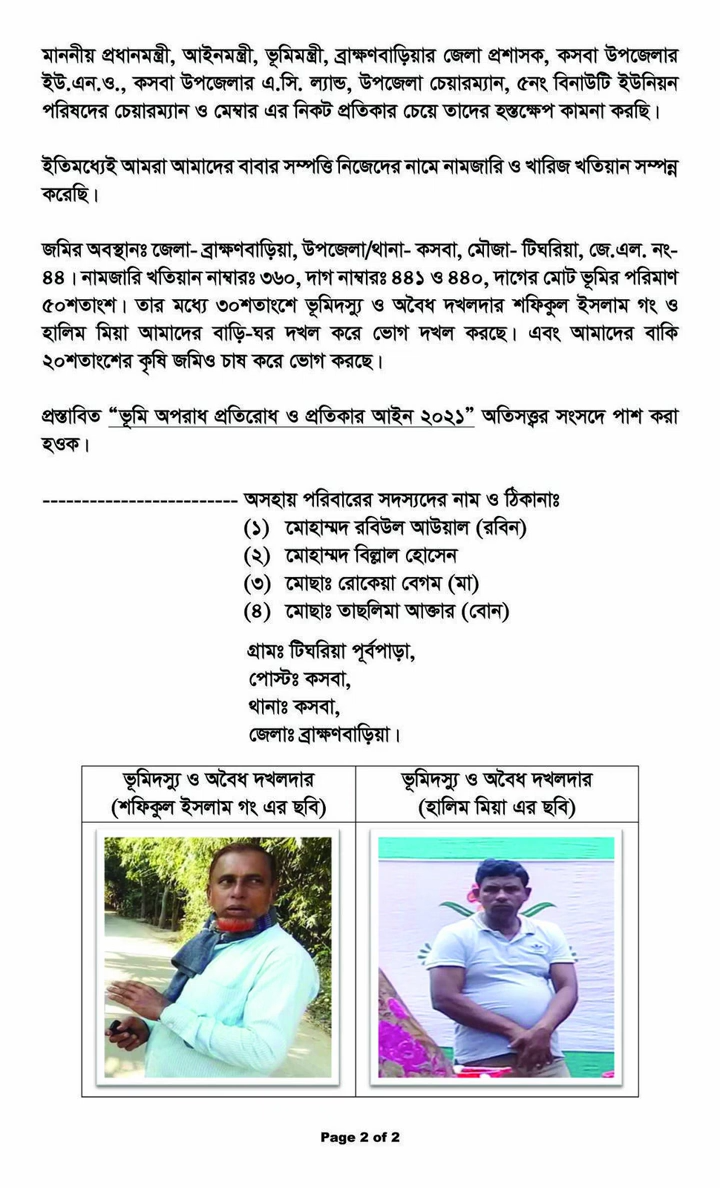 মাননীয় প্রধানমন্ত্রী, আইনমন্ত্রী, ভূমিমন্ত্রী, ব্রাক্ষণবাড়িয়ার জেলা প্রশাসক, কসবা উপজেলার
ইউ.এন.ও., কসবা উপজেলার এ.সি. ল্যান্ড, উপজেলা চেয়ারম্যান, ৫নং বিনাউটি ইউনিয়ন
পরিষদের চেয়ারম্যান ও মেম্বার এর নিকট প্রতিকার চেয়ে তাদের হস্তক্ষেপ কামনা করছি।
ইতিমধ্যেই আমরা আমাদের বাবার সম্পত্তি নিজেদের নামে নামজারি ও খারিজ খতিয়ান সম্পন্ন
করেছি।
জমির অবস্থানঃ জেলা- ব্রাক্ষণবাড়িয়া, উপজেলা/থানা- কসবা, মৌজা- টিঘরিয়া, জে.এল. নং-
৪৪। নামজারি খতিয়ান নাম্বারঃ ৩৬০, দাগ নাম্বারঃ ৪৪১ ও ৪৪০, দাগের মোট ভূমির পরিমাণ
৫০শতাংশ। তার মধ্যে ৩০শতাংশে ভূমিদস্যু ও অবৈধ দখলদার শফিকুল ইসলাম গং ও
হালিম মিয়া আমাদের বাড়ি-ঘর দখল করে ভোগ দখল করছে। এবং আমাদের বাকি
২০শতাংশের কৃষি জমিও চাষ করে ভোগ করছে।
প্রস্তাবিত “ভূমি অপরাধ প্রতিরোধ ও প্রতিকার আইন ২০২১” অতিসত্ত্বর সংসদে পাশ করা
হওক।
------------------------- অসহায় পরিবারের সদস্যদের নাম ও ঠিকানাঃ
(১) মোহাম্মদ রবিউল আউয়াল (রবিন)
(২) মোহাম্মদ বিল্লাল হোসেন
(৩) মোছাঃ রোকেয়া বেগম (মা)
(৪) মোছাঃ তাছলিমা আক্তার (বোন)
গ্রামঃ টিঘরিয়া পূর্বপাড়া,
পোস্টঃ কসবা,
থানাঃ কসবা,
জেলাঃ ব্রাক্ষণবাড়িয়া।
ভূমিদস্যু ও অবৈধ দখলদার
(শফিকুল ইসলাম গং এর ছবি)
ভূমিদস্যু ও অবৈধ দখলদার
(হালিম মিয়া এর ছবি)
Page 2 of 2